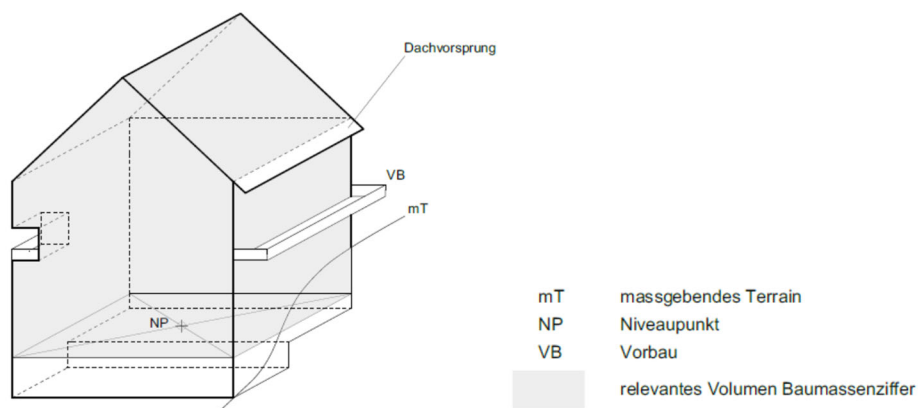 Dachvorsprung
VB
mT
NP
mT massgebendes Terrain
NP Niveaupunkt
VB Vorbau
relevantes Volumen Baumassenziffer